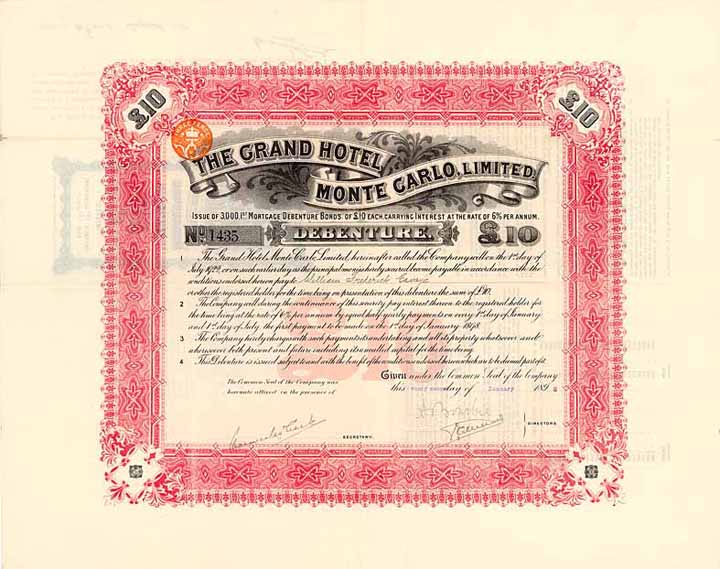 £10
£10
THE GRAND HOTEL
MONTE CARLO, LIMITED.
ISSUE OF 3,000 1ST MORTGAGE DEBENTURE BONDS OF £10 EACH, CARRYING INTEREST AT THE RATE OF 6% PER ANNUM.
No. 1435 DEBENTURE. £10
1 The Grand Hotel, Monte Carlo, Limited, hereinafter called the Company will on the 1st day of
July 1922, or on such earlier day as the principal moneys hereby secured become payable in accordance with the
conditions endorsed hereon pay to William Frederick
or other the registered holder for the time being on presentation of this debenture the sum of £10.
2 The Company will during the continuance of this security pay interest thereon to the registered holder for
the time being at the rate of 6% per annum by equal half-yearly payments on every 1st day of January
and 1st day of July the first payment to be made on the 1st day of January 1898.
3 The Company hereby charges with such payments its undertaking and all its property whatsoever and
wheresoever both present and future including its uncalled capital for the time being.
4 This Debenture is issued subject to and with the benefit of the conditions endorsed hereon which are to be deemed part of it.
Given under the Common Seal of the Company
this day of January 189
The Common Seal of the Company was
hereunto affixed in the presence of
SECRETARY.
DIRECTORS